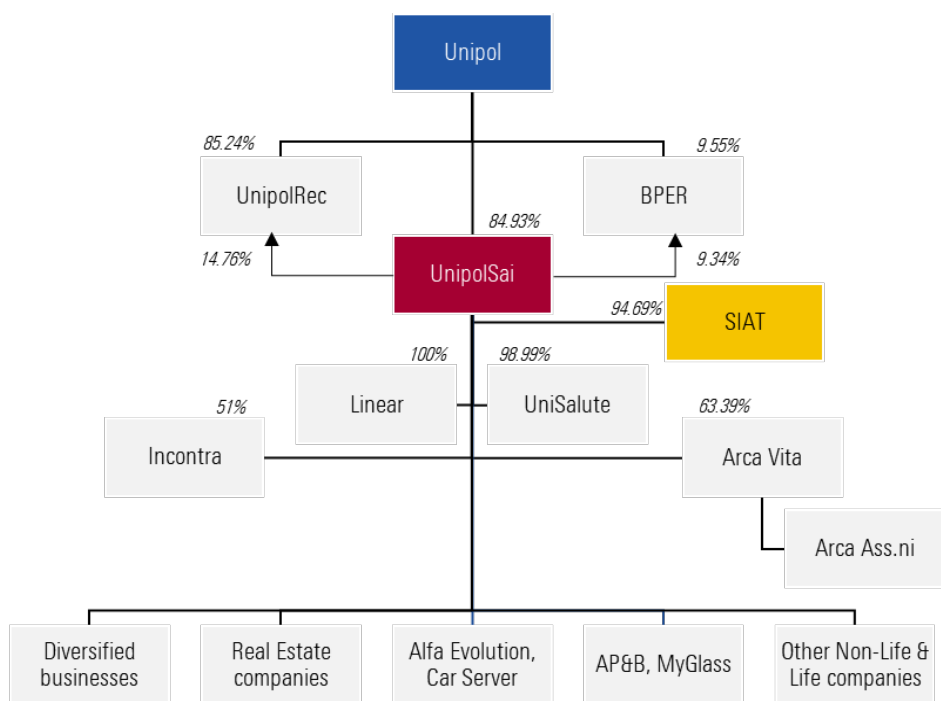 Unipol
85.24%
9.55%
UnipolRec
BPER
84.93%
14.76%
UnipolSai
9.34%
94.69%
SIAT
100%
98.99%
Linear
UniSalute
51%
63.39%
Incontra
Arca Vita
Arca Ass.ni
Diversified
businesses
Real Estate
companies
Alfa Evolution,
Car Server
AP&B, MyGlass
Other Non-Life &
Life companies